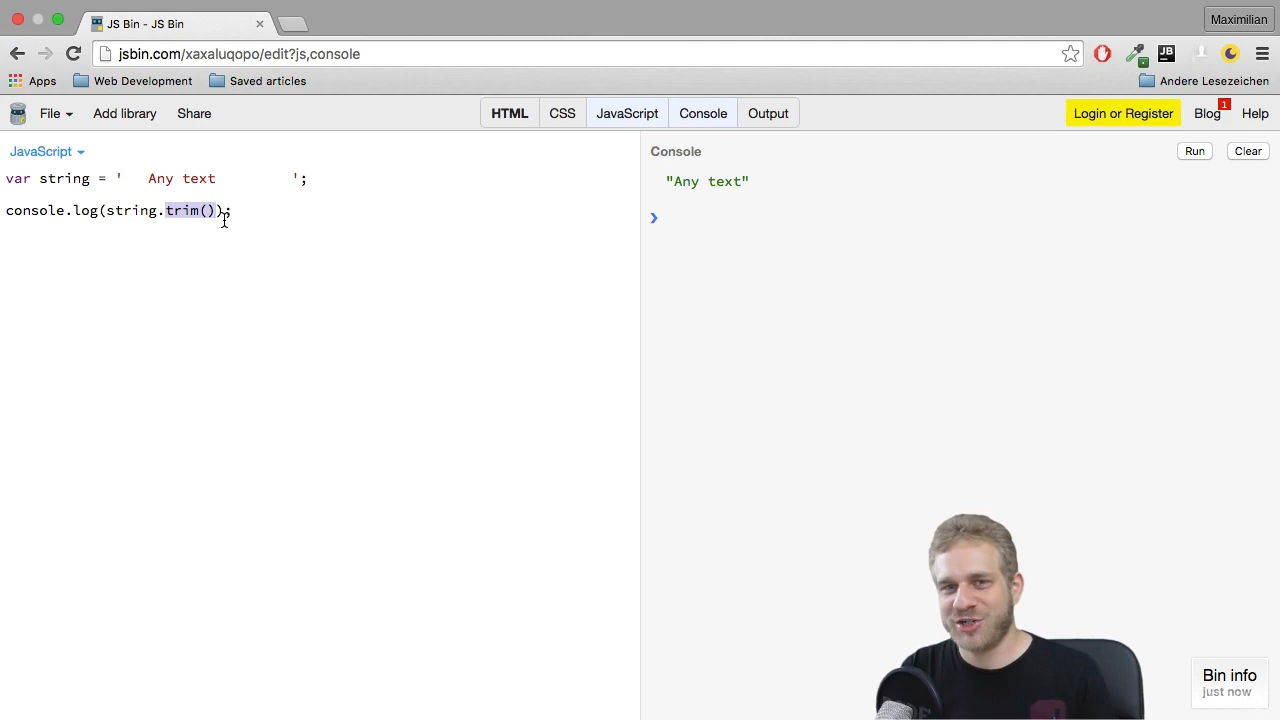 JS Bin - JS Bin
Maximilian
jsbin.com/xaxaluqopo/edit?js,console
JB
Apps
Web Development
Saved articles
Andere Lesezeichen
File
Add library
Share
HTML
CSS
JavaScript
Console
Output
Login or Register
Blog
1
Help
JavaScript
var string = '   Any text         ';
console.log(string.trim());
Console
Run
Clear
"Any text"
Bin info
just now